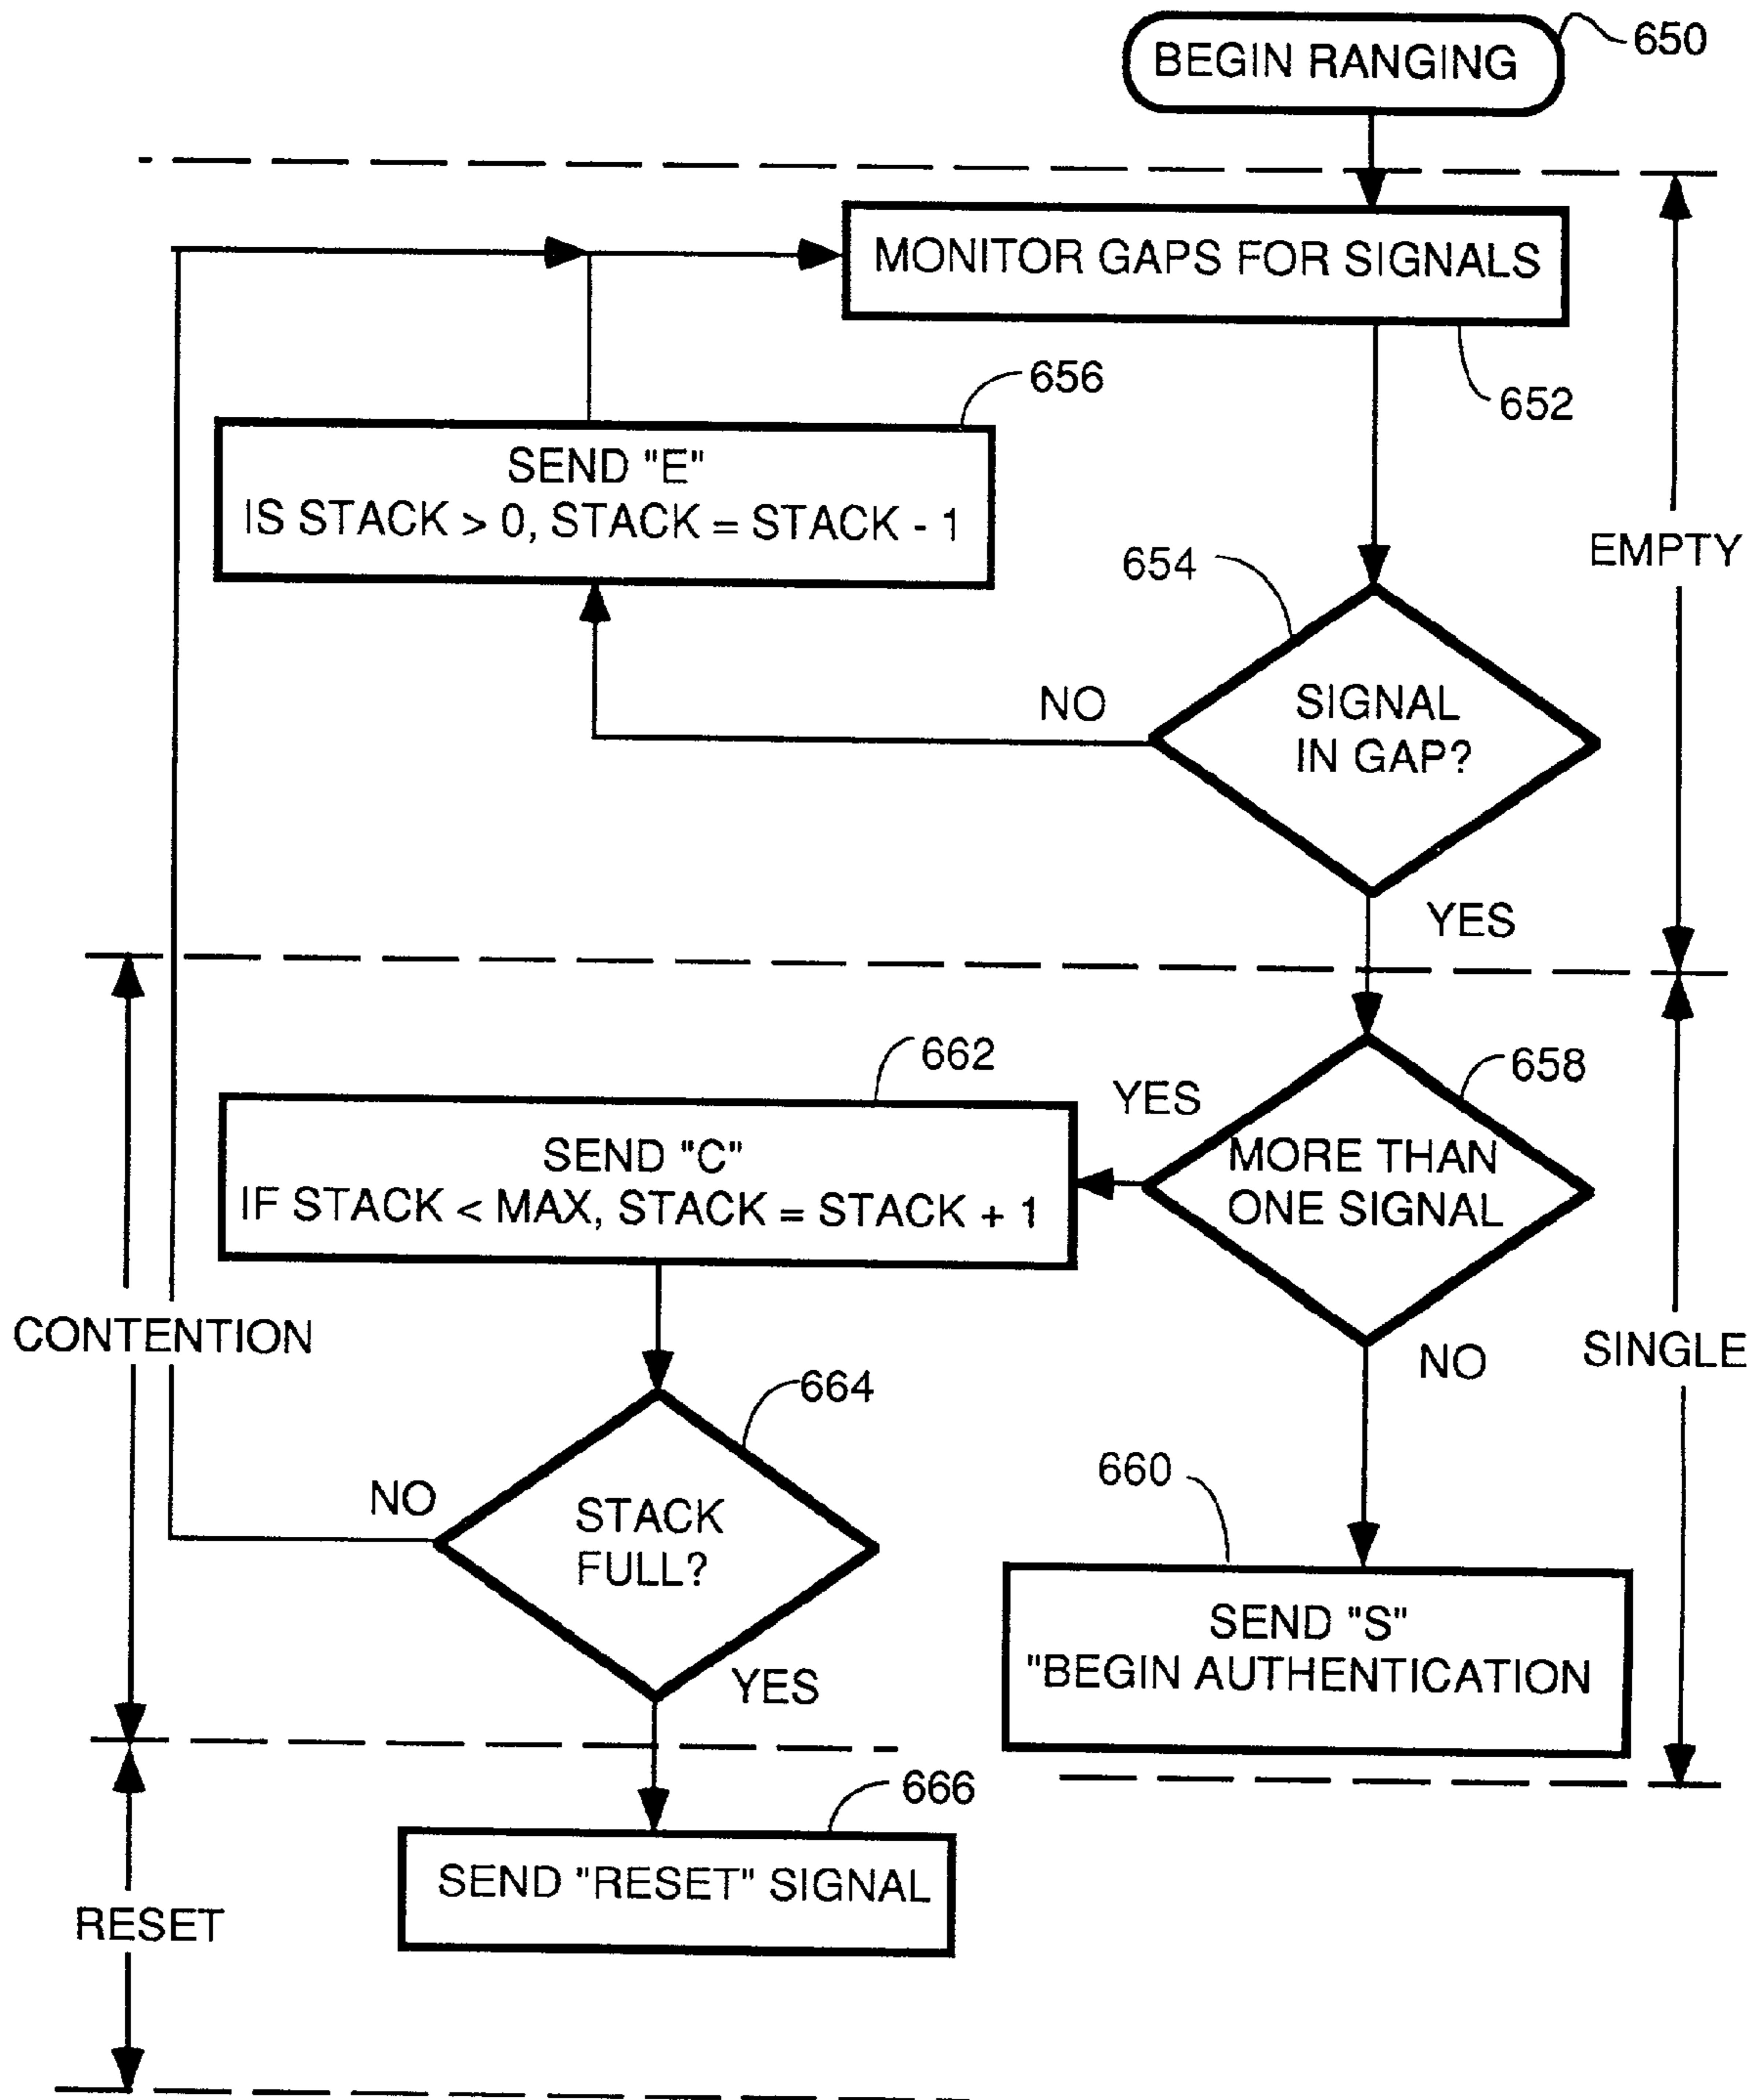 BEGIN RANGING
650
MONITOR GAPS FOR SIGNALS
652
656
SEND "E"
IS STACK > 0, STACK = STACK - 1
EMPTY
654
NO
SIGNAL
IN GAP?
YES
662
658
YES
SEND "C"
IF STACK < MAX, STACK = STACK + 1
MORE THAN
ONE SIGNAL
CONTENTION
NO
SINGLE
664
660
NO
STACK
FULL?
SEND "S"
"BEGIN AUTHENTICATION
YES
666
SEND "RESET" SIGNAL
RESET